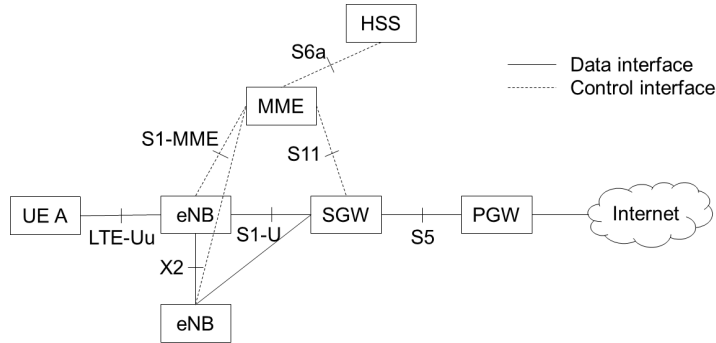 HSS
S6a
Data interface
Control interface
MME
S1-MME
S11
UE A
eNB
SGW
PGW
Internet
LTE-Uu
S1-U
S5
X2
eNB